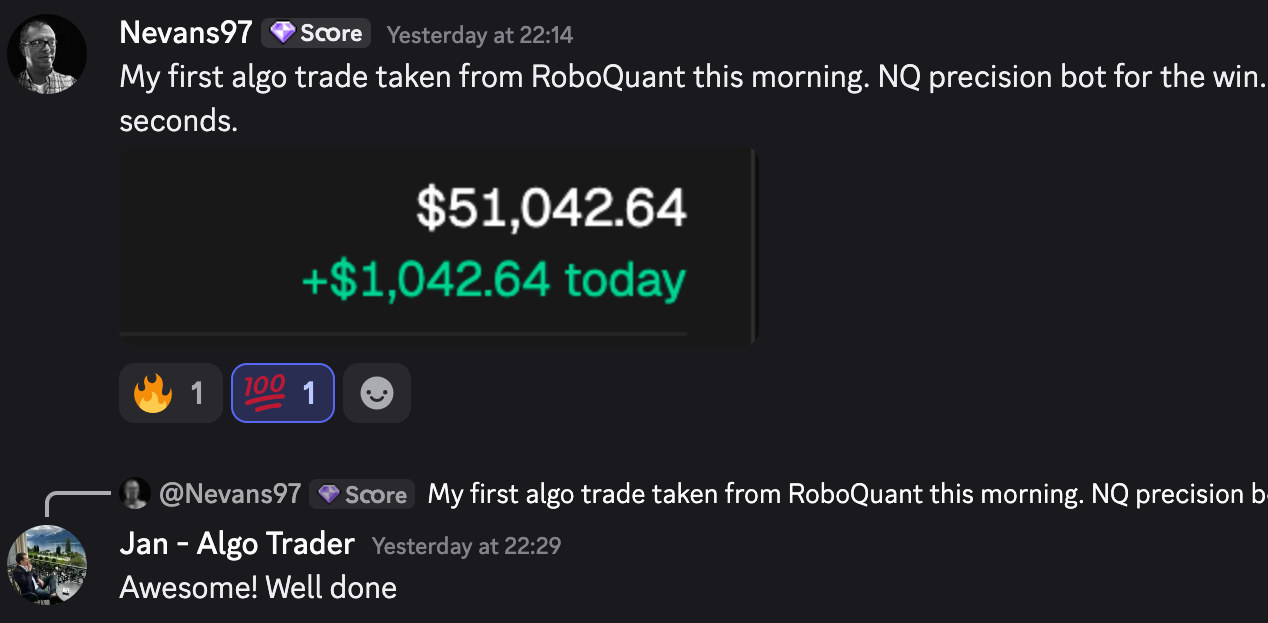 Nevans97 Score Yesterday at 22:14
My first algo trade taken from RoboQuant this morning. NQ precision bot for the win.
seconds.
$51,042.64
+$1,042.64 today
🔥 1 💯 1
@Nevans97 Score My first algo trade taken from RoboQuant this morning. NQ precision b
Jan - Algo Trader Yesterday at 22:29
Awesome! Well done